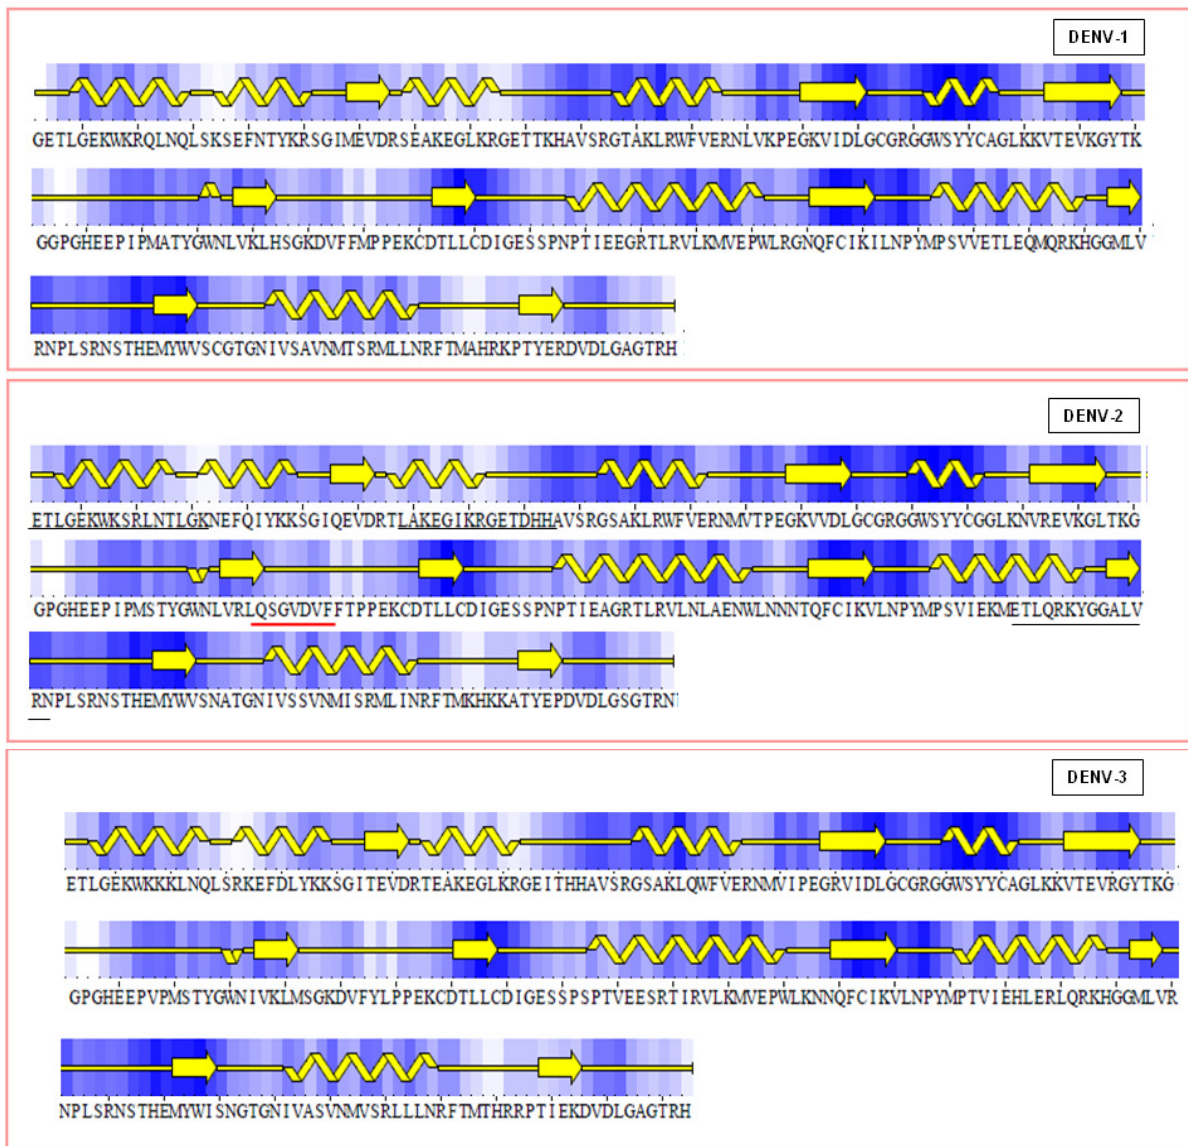 DENV-1
GETLGEKWKRQLNQLSKSEFNTYKRSGIMEVDRSEAKEGLKRGETTKHAVSRGTAKLRWFVERNLVKPEGKVIDLGCGRGGWSYYCAGLKKVTEVKGYTK
GGPGHEEPIPMATYGWNLVKLHSGKDVFFMPPEKCDTLLCDIGESSPNPTIEEGRTLRVLKMVEPWLRGNQFCIKILNPYMPSVVETLEQMQRKHGGMLV
RNPLSRNSTHEMYWVSCGTGNIVSAVNMTSRMLLNRFTMAHRKPTYERDVDLGAGTRH
DENV-2
ETLGEKWKSRLNTLGKNEFQIYKKSGIQEVDRTLAKEGIKRGETDHHAVSRGSAKLRWFVERNMVTPEGKVVDLGCGRGGWSYYCGGLKNVREVKGLTKG
GPGHEEPIPMSTYGWNLVRLQSGVDVFFTPPEKCDTLLCDIGESSPNPTIEAGRTLRVLNLAENWLNNNTQFCIKVLNPYMPSVIEKMETLQRKYGGALV
RNPLSRNSTHEMYWVSNATGNIVSSVNMISRMLINRFTMKHKKATYEPDVDLGSGTRN
DENV-3
ETLGEKWKKKLNQLSRKEFDLYKKSGITEVDRTEAKEGLKRGEITHHAVSRGSAKLQWFVERNMVIPEGRVIDLGCGRGGWSYYCAGLKKVTEVRGYTKG
GPGHEEPVPMSTYGWNIVKLMSGKDVFYLPPEKCDTLLCDIGESSPSPTVEESRTIRVLKMVEPWLKNNQFCIKVLNPYMPTVIEHLERLQRKHGGMLVR
NPLSRNSTHEMYWISNGTGNIVASVNMVSRLLLNRFTMTHRRPTIEKDVDLGAGTRH